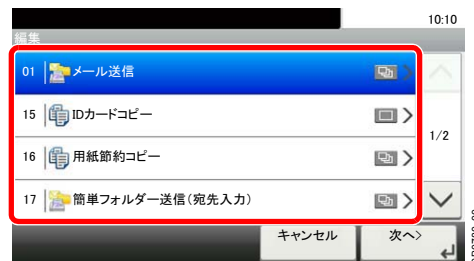 10:10
編集
01 メール送信
15 IDカードコピー
16 用紙節約コピー
1/2
17 簡単フォルダー送信(宛先入力)
キャンセル 次へ>